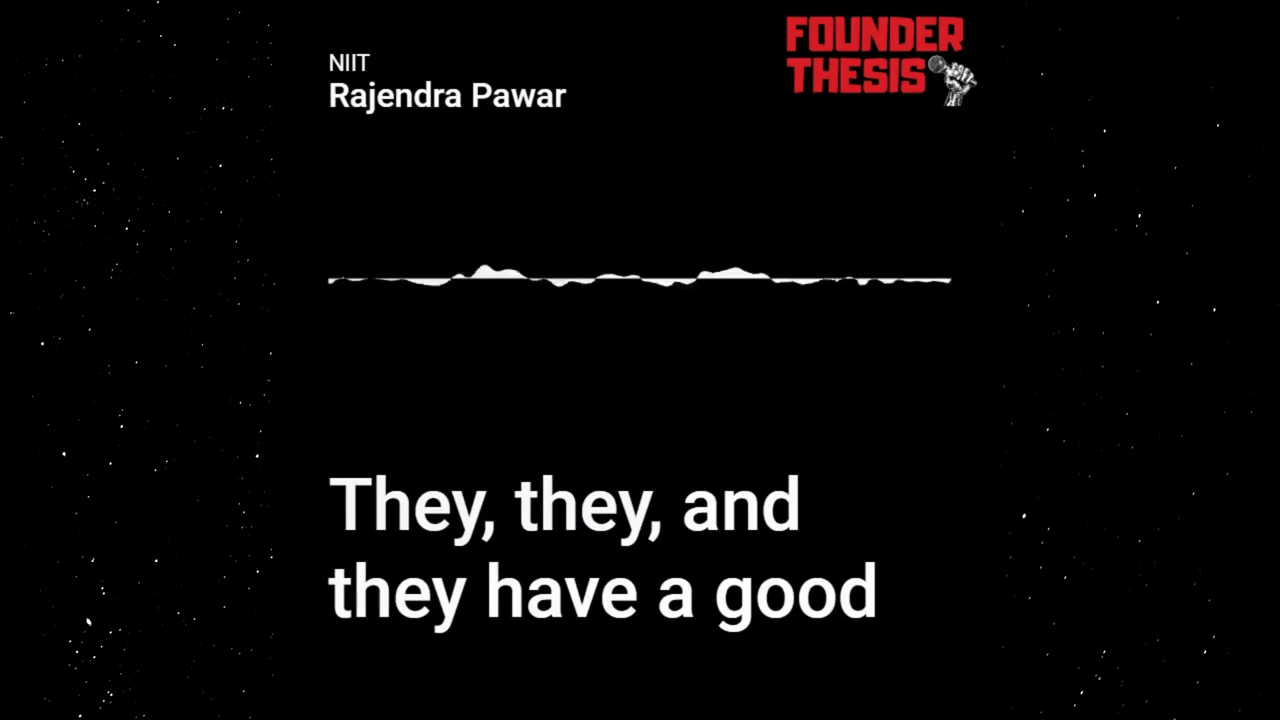 NIIT
Rajendra Pawar
FOUNDER
THESIS
They, they, and
they have a good